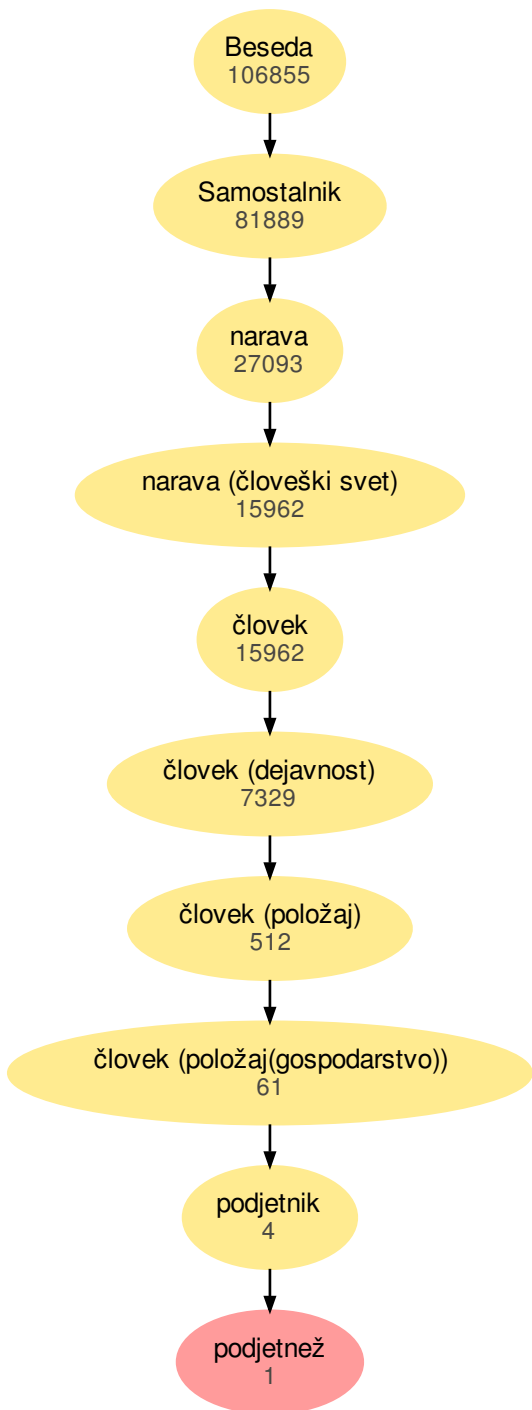 Beseda
106855
Samostalnik
81889
narava
27093
narava (človeški svet)
15962
človek
15962
človek (dejavnost)
7329
človek (položaj)
512
človek (položaj(gospodarstvo))
61
podjetnik
4
podjetnež
1